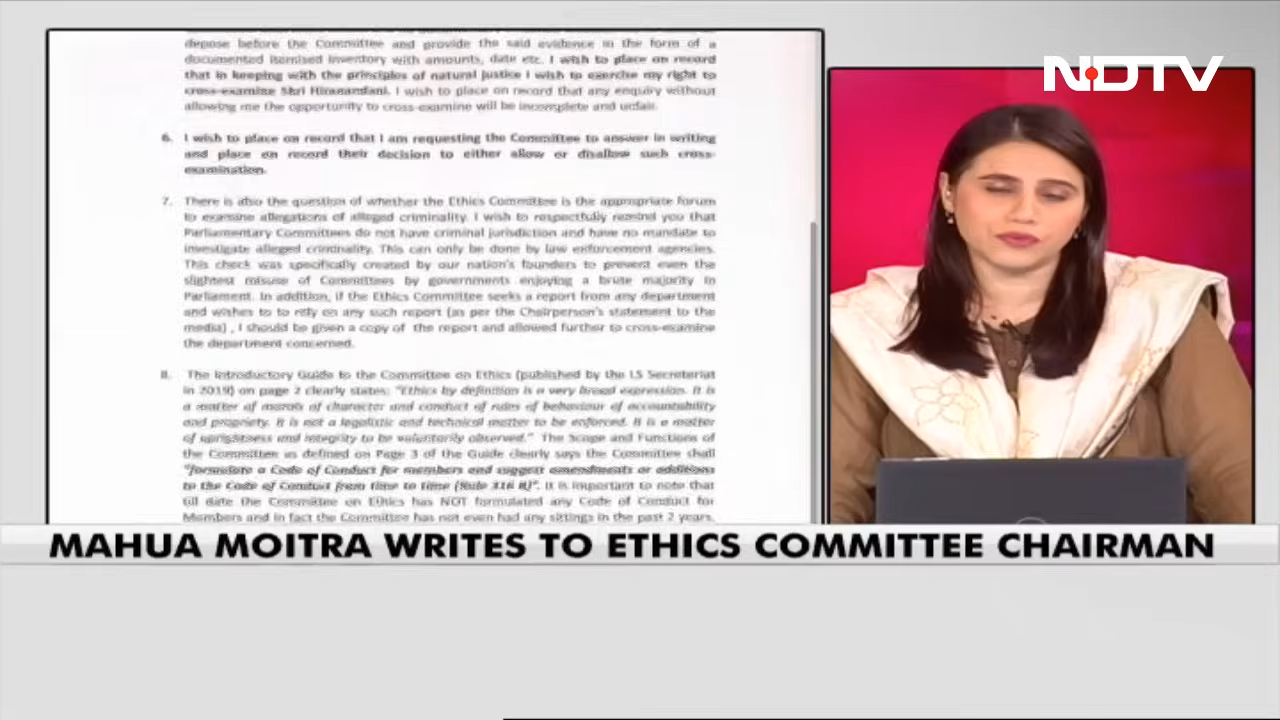 depose before the Committee and provide the said evidence in the form of a
documented itemised inventory with amounts, date etc. I wish to place on record
that in keeping with the principles of natural justice I wish to exercise my right to
cross-examine Shri Hiranandani. I wish to place on record that any enquiry without
allowing me the opportunity to cross-examine will be incomplete and unfair.
6. I wish to place on record that I am requesting the Committee to answer in writing
and place on record their decision to either allow or disallow such cross-
examination.
7. There is also the question of whether the Ethics Committee is the appropriate forum
to examine allegations of alleged criminality. I wish to respectfully remind you that
Parliamentary Committees do not have criminal jurisdiction and have no mandate to
investigate alleged criminality. This can only be done by law enforcement agencies.
This check was specifically created by our nation's founders to prevent even the
slightest misuse of Committees by governments enjoying a brute majority in
Parliament. In addition, if the Ethics Committee seeks a report from any department
and wishes to to rely on any such report (as per the Chairperson's statement to the
media) , I should be given a copy of the report and allowed further to cross-examine
the department concerned.
8. The Introductory Guide to the Committee on Ethics (published by the LS Secretariat
in 2019) on page 2 clearly states: "Ethics by definition is a very broad expression. It is
a matter of morals of character and conduct of rules of behaviour of accountability
and propriety. It is not a legalistic and technical matter to be enforced. It is a matter
of uprightness and integrity to be voluntarily observed." The Scope and Functions of
the Committee as defined on Page 3 of the Guide clearly says the Committee shall
"formulate a Code of Conduct for members and suggest amendments or additions
to the Code of Conduct from time to time (Rule 316 B)". It is important to note that
till date the Committee on Ethics has NOT formulated any Code of Conduct for
Members and in fact the Committee has not even had any sittings in the past 2 years.
NDTV
MAHUA MOITRA WRITES TO ETHICS COMMITTEE CHAIRMAN